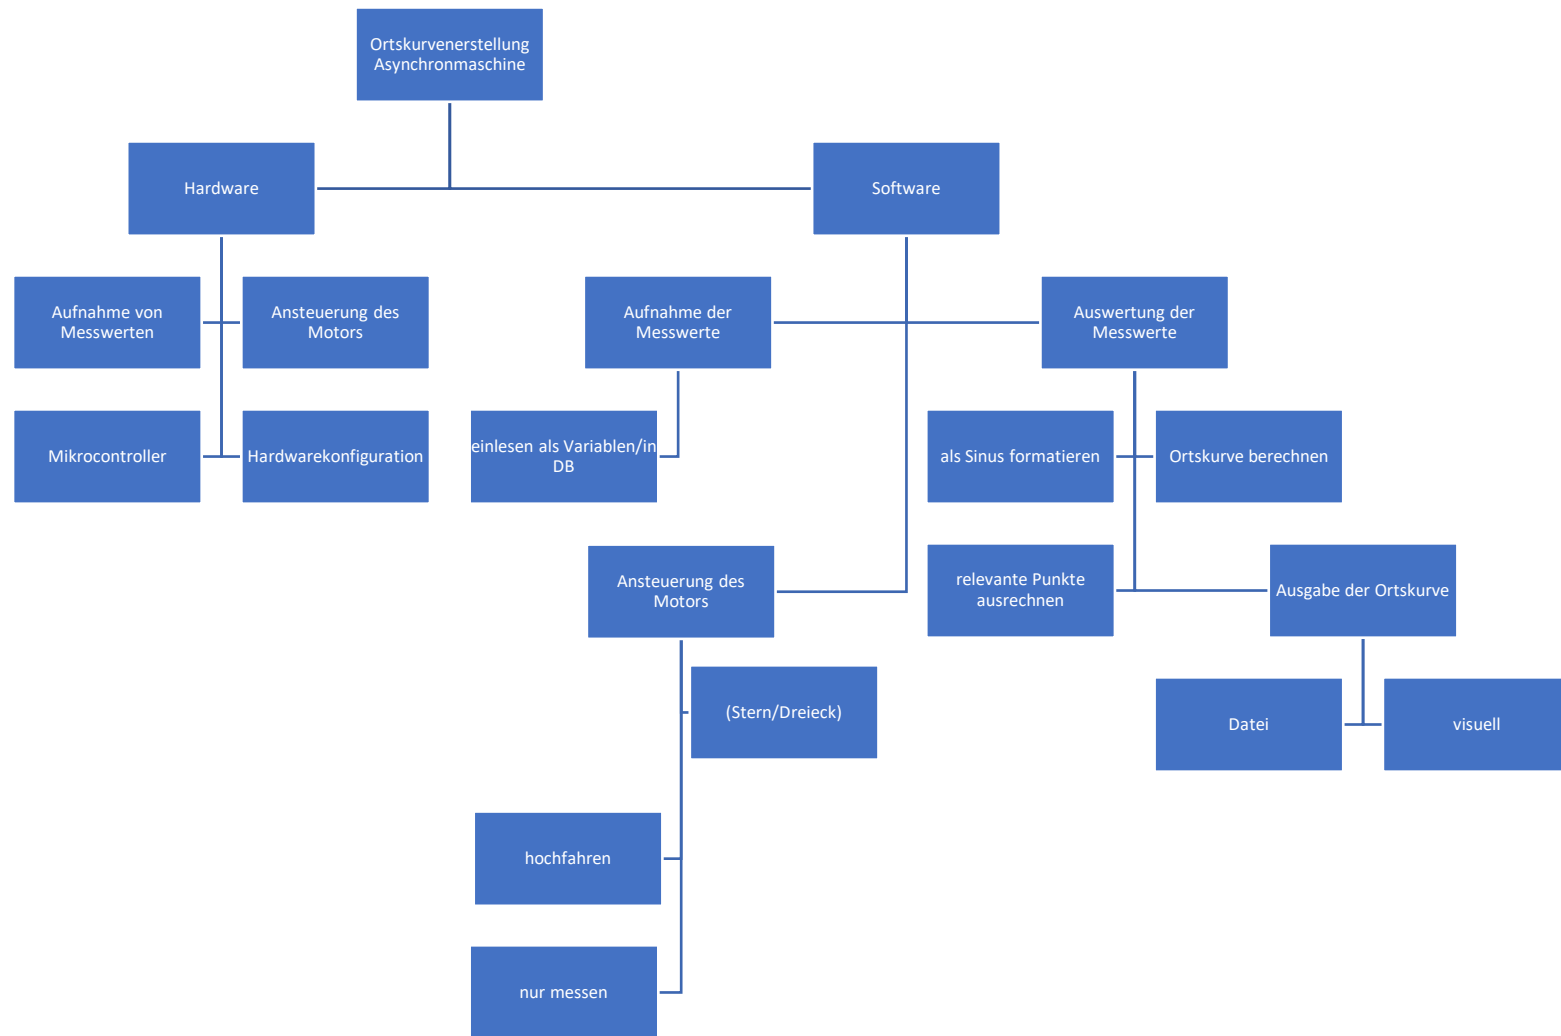 Ortskurvenerstellung
Asynchronmaschine
Hardware
Software
Aufnahme von
Messwerten
Ansteuerung des
Motors
Aufnahme der
Messwerte
Auswertung der
Messwerte
Mikrocontroller
Hardwarekonfiguration
einlesen als Variablen/in
DB
als Sinus formatieren
Ortskurve berechnen
Ansteuerung des
Motors
relevante Punkte
ausrechnen
Ausgabe der Ortskurve
(Stern/Dreieck)
Datei
visuell
hochfahren
nur messen